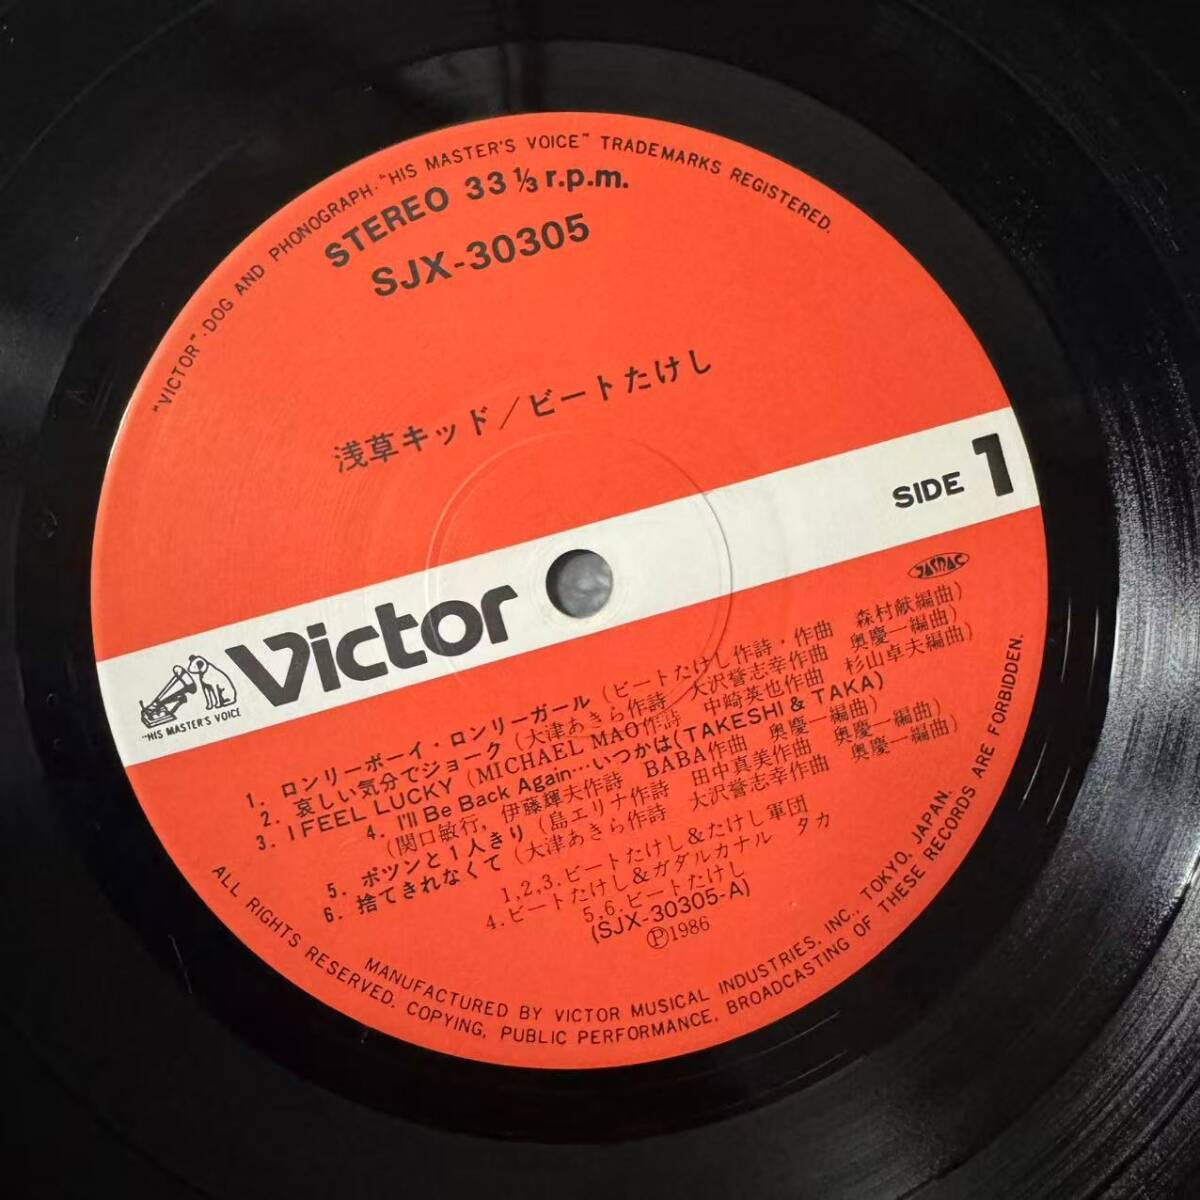 "VICTOR"·DOG AND PHONOGRAPH·"HIS MASTER'S VOICE" TRADEMARKS REGISTERED.
STEREO 33 1/3 r.p.m.
SJX-30305
浅草キッド/ビートたけし
SIDE 1
JASRAC
Victor
"HIS MASTER'S VOICE"
1. ロンリーボーイ・ロンリーガール (ビートたけし作詩・作曲 森村献編曲)
2. 哀しい気分でジョーク (大津あきら作詩 大沢誉志幸作曲 奥慶一編曲)
3. I FEEL LUCKY (MICHAEL MAO作詩 中崎英也作曲 杉山卓夫編曲)
4. I'll Be Back Again…いつかは (TAKESHI & TAKA)
(関口敏行, 伊藤輝夫作詩 BABA作曲 奥慶一編曲)
5. ポツンと1人きり (島エリナ作詩 田中真美作曲 奥慶一編曲)
6. 捨てきれなくて (大津あきら作詩 大沢誉志幸作曲 奥慶一編曲)
1,2,3.ビートたけし&たけし軍団
4.ビートたけし&ガダルカナル タカ
5,6.ビートたけし
(SJX-30305-A)
Ⓟ1986
MANUFACTURED BY VICTOR MUSICAL INDUSTRIES, INC., TOKYO, JAPAN.
ALL RIGHTS RESERVED. COPYING, PUBLIC PERFORMANCE, BROADCASTING OF THESE RECORDS ARE FORBIDDEN.